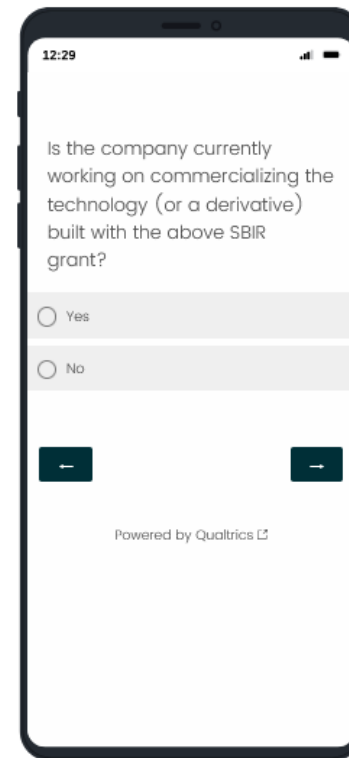 12:29
Is the company currently
working on commercializing the
technology (or a derivative)
built with the above SBIR
grant?
Yes
No
←
→
Powered by Qualtrics